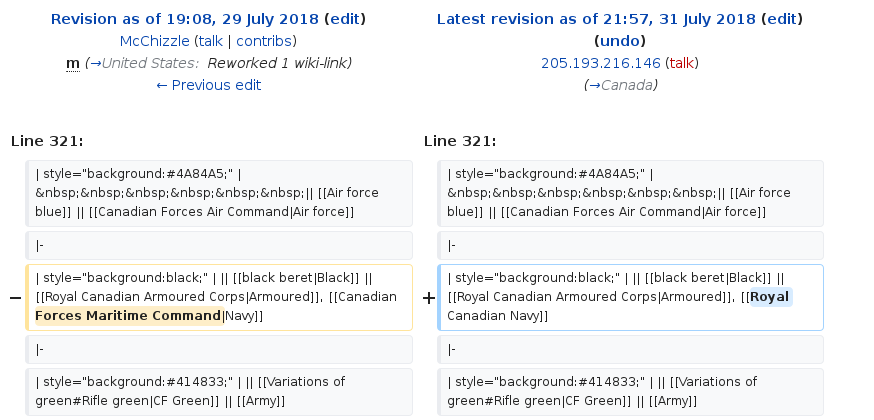 Revision as of 19:08, 29 July 2018 (edit)
McChizzle (talk | contribs)
m (→United States: Reworked 1 wiki-link)
← Previous edit
Latest revision as of 21:57, 31 July 2018 (edit)
(undo)
205.193.216.146 (talk)
(→Canada)
Line 321:
| style="background:#4A84A5;" |
&nbsp;&nbsp;&nbsp;&nbsp;&nbsp;&nbsp;|| [[Air force
blue]] || [[Canadian Forces Air Command|Air force]]
|-
− | style="background:black;" | || [[black beret|Black]] ||
[[Royal Canadian Armoured Corps|Armoured]], [[Canadian
Forces Maritime Command|Navy]]
|-
| style="background:#414833;" | || [[Variations of
green#Rifle green|CF Green]] || [[Army]]
Line 321:
| style="background:#4A84A5;" |
&nbsp;&nbsp;&nbsp;&nbsp;&nbsp;&nbsp;|| [[Air force
blue]] || [[Canadian Forces Air Command|Air force]]
|-
+ | style="background:black;" | || [[black beret|Black]] ||
[[Royal Canadian Armoured Corps|Armoured]], [[Royal
Canadian Navy]]
|-
| style="background:#414833;" | || [[Variations of
green#Rifle green|CF Green]] || [[Army]]